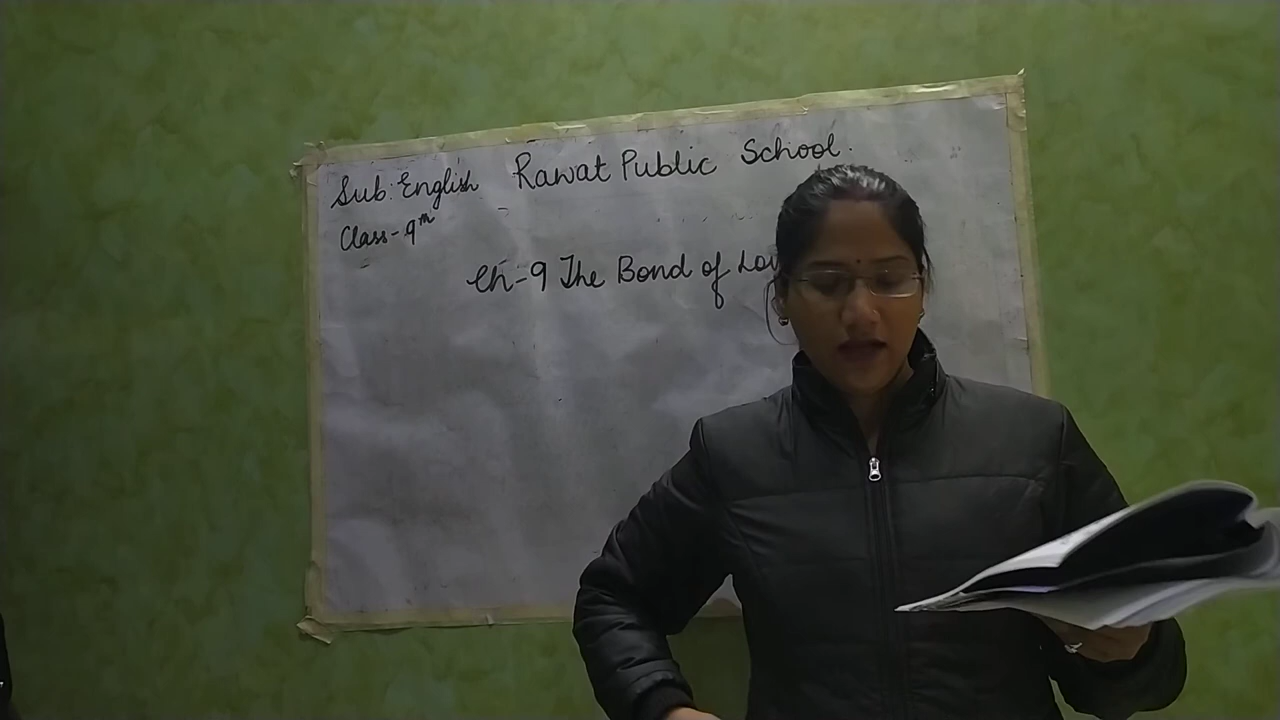 Rawat Public School.
Sub: English
Class- 9th
Ch-9 The Bond of